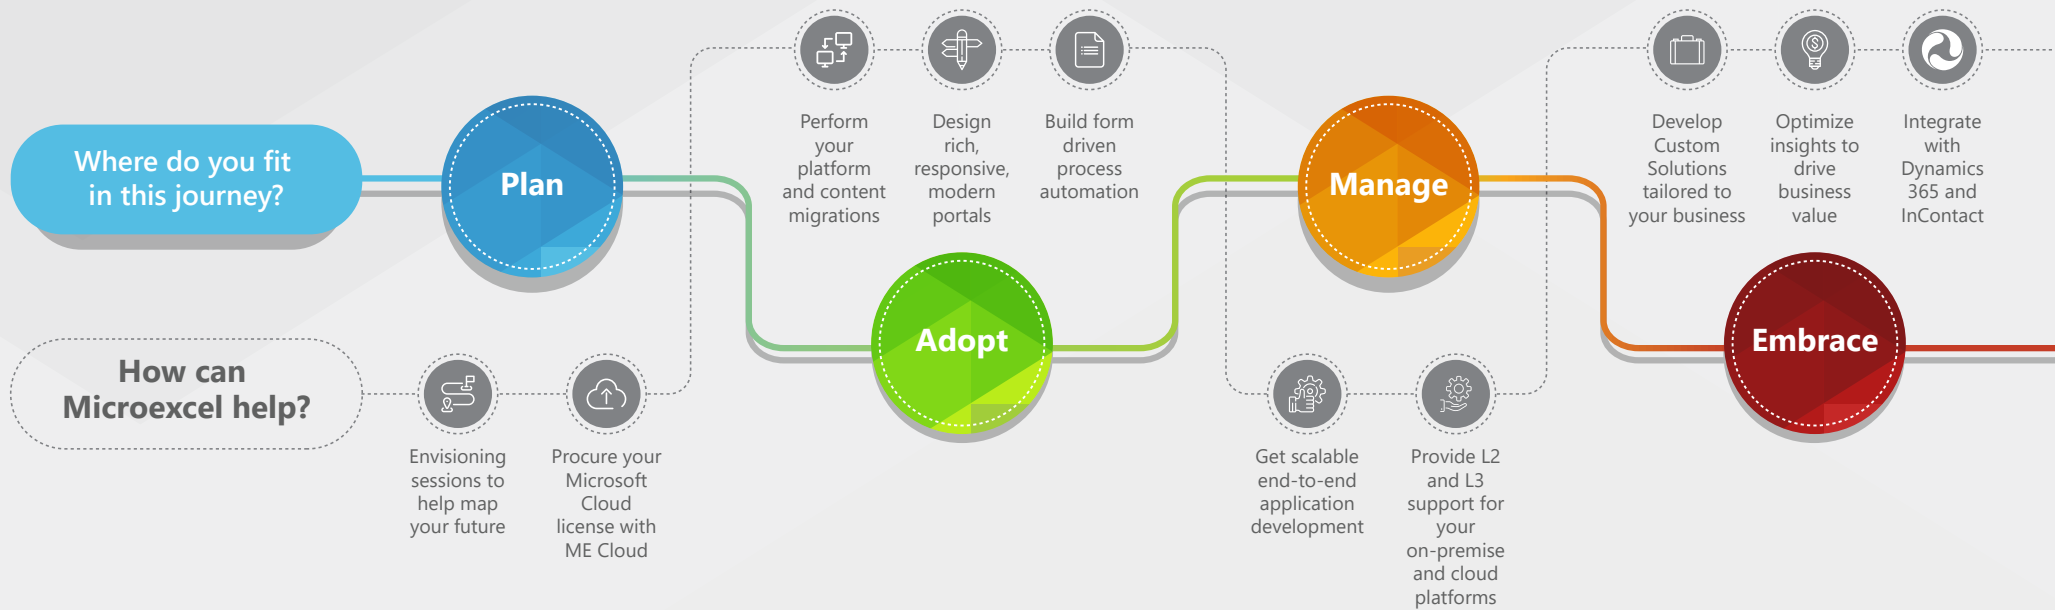 Where do you fit
in this journey?
Plan
Adopt
Manage
Embrace
How can
Microexcel help?
Envisioning
sessions to
help map
your future
Procure your
Microsoft
Cloud
license with
ME Cloud
Perform
your
platform
and content
migrations
Design
rich,
responsive,
modern
portals
Build form
driven
process
automation
Get scalable
end-to-end
application
development
Provide L2
and L3
support for
your
on-premise
and cloud
platforms
Develop
Custom
Solutions
tailored to
your business
Optimize
insights to
drive
business
value
Integrate
with
Dynamics
365 and
InContact